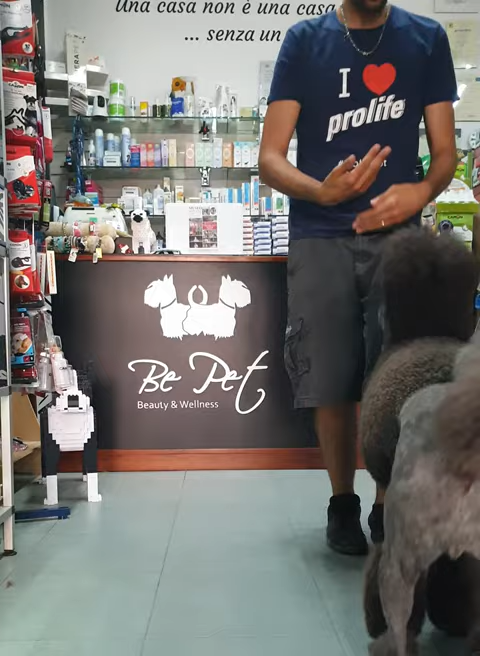 Una casa non è una casa
... senza un
I
prolife
Be Pet
Beauty & Wellness